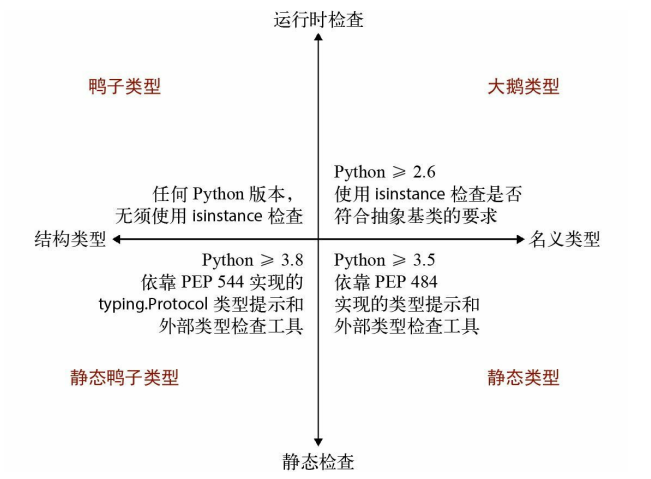 运行时检查
鸭子类型
大鹅类型
任何 Python 版本，
无须使用 isinstance 检查
Python ⩾ 2.6
使用 isinstance 检查是否
符合抽象基类的要求
结构类型
名义类型
Python ⩾ 3.8
依靠 PEP 544 实现的
typing.Protocol 类型提示和
外部类型检查工具
Python ⩾ 3.5
依靠 PEP 484
实现的类型提示和
外部类型检查工具
静态鸭子类型
静态类型
静态检查